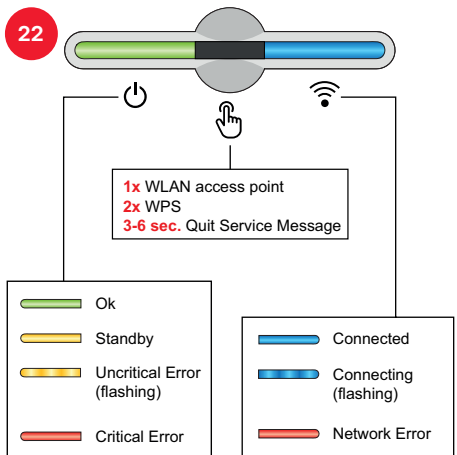 22
1x WLAN access point
2x WPS
3-6 sec. Quit Service Message
Ok
Standby
Uncritical Error
(flashing)
Critical Error
Connected
Connecting
(flashing)
Network Error